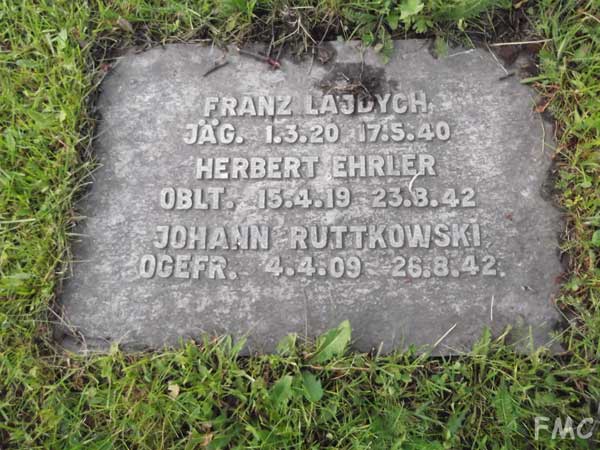 FRANZ LAJDYCH
JÄG. 1.3.20 17.5.40
HERBERT EHRLER
OBLT. 15.4.19 23.8.42
JOHANN RUTTKOWSKI
OGEFR. 4.4.09 26.8.42.
FMC